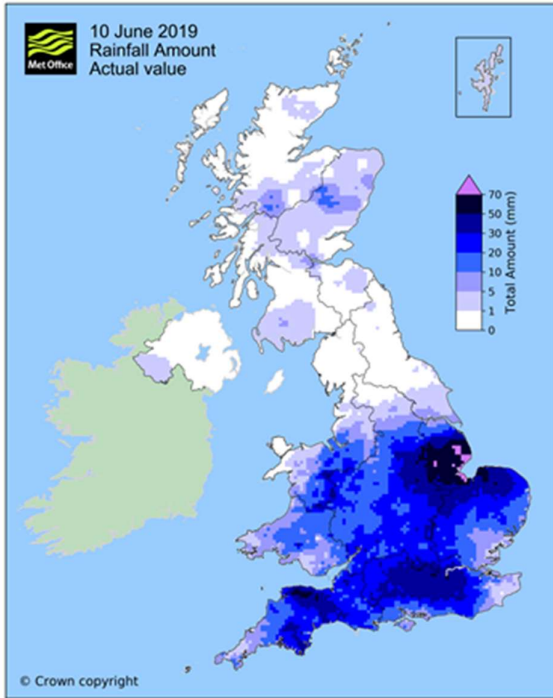 10 June 2019
Rainfall Amount
Actual value
Met Office
70
50
30
20
10
5
1
0
Total Amount (mm)
© Crown copyright